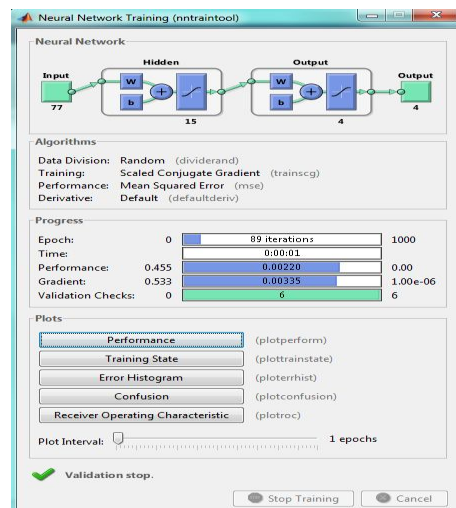 Neural Network Training (nntraintool)
Neural Network
Hidden Output
Input Output
W W
b b
77 15 4 4
Algorithms
Data Division: Random (dividerand)
Training: Scaled Conjugate Gradient (trainscg)
Performance: Mean Squared Error (mse)
Derivative: Default (defaultderiv)
Progress
Epoch: 0 89 iterations 1000
Time: 0:00:01
Performance: 0.455 0.00220 0.00
Gradient: 0.533 0.00335 1.00e-06
Validation Checks: 0 6 6
Plots
Performance (plotperform)
Training State (plottrainstate)
Error Histogram (ploterrhist)
Confusion (plotconfusion)
Receiver Operating Characteristic (plotroc)
Plot Interval: 1 epochs
Validation stop.
Stop Training Cancel